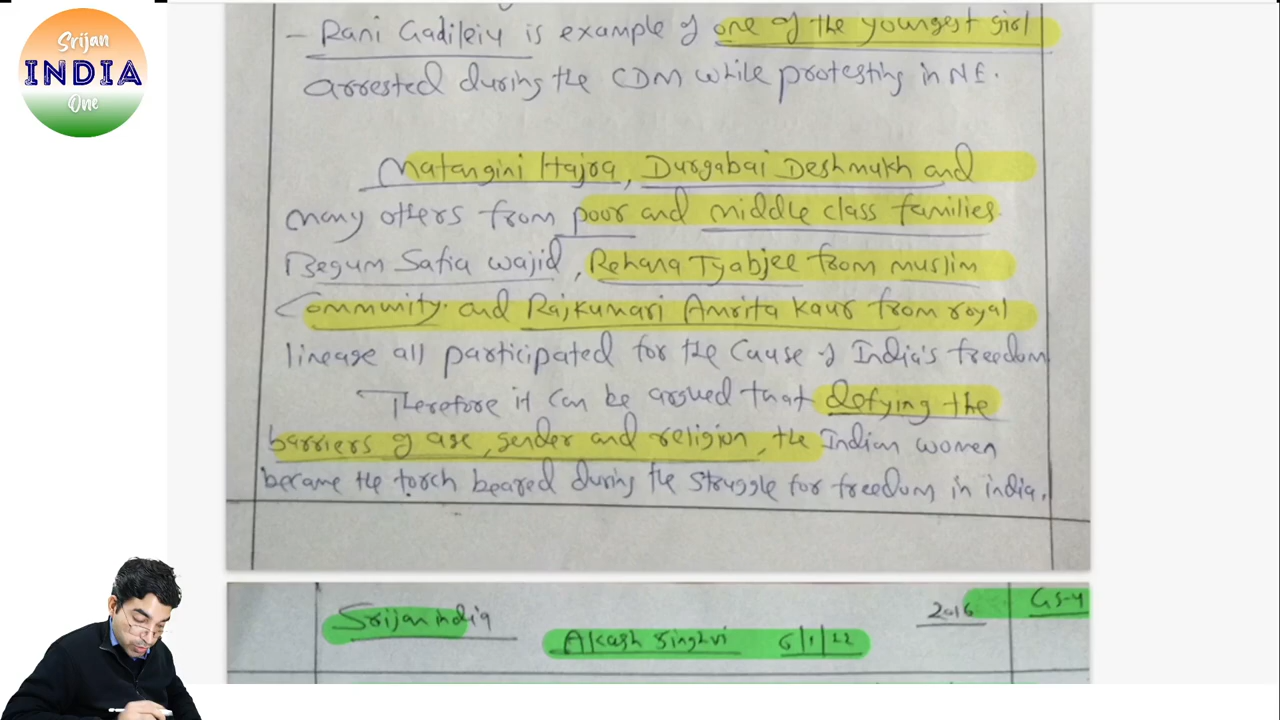 Srijan
INDIA
One
- Rani Gadileiu is example of one of the youngest girl
arrested during the CDM while protesting in NE.
Matangini Hajra, Durgabai Deshmukh and
many others from poor and middle class families.
Begum Safia wajid, Rehana Tyabjee from muslim
Community. and Rajkumari Amrita Kaur from royal
lineage all participated for the Cause of India's freedom
Therefore it can be argued that defying the
barriers of age, gender and religion, the Indian women
became the torch beared during the struggle for freedom in india.
Srijan india
Akash Singhvi 6/1/22
2016
GS-4